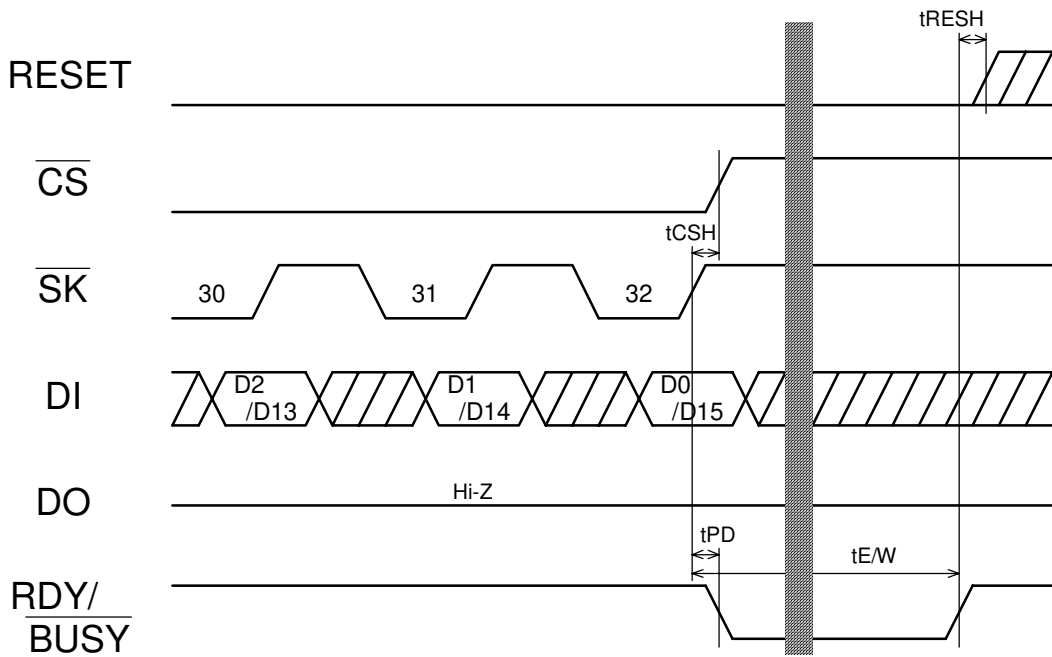 tRESH
RESET
CS
tCSH
SK
30
31
32
DI
D2
/D13
D1
/D14
D0
/D15
DO
Hi-Z
tPD
tE/W
RDY/
BUSY